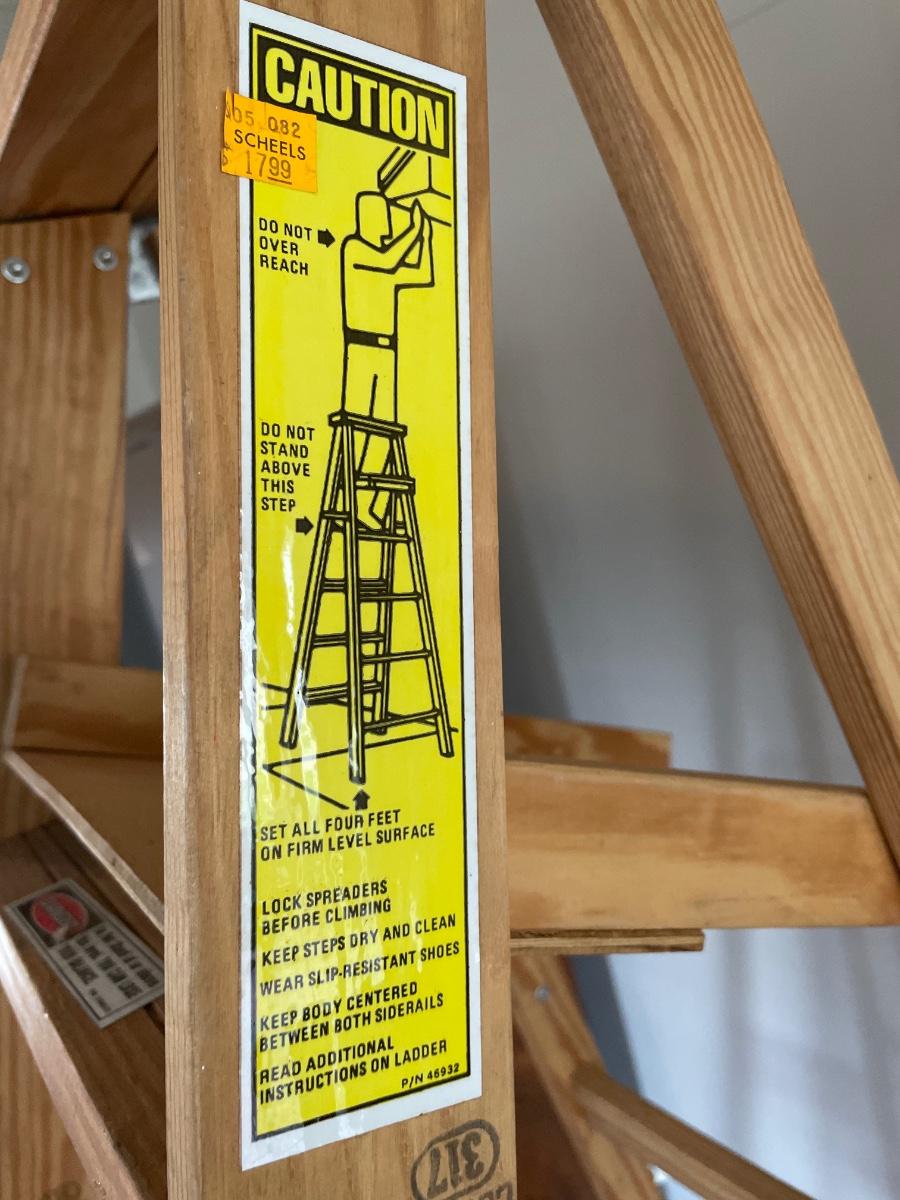 CAUTION
05 082
SCHEELS
$ 1799
DO NOT
OVER
REACH
DO NOT
STAND
ABOVE
THIS
STEP
SET ALL FOUR FEET
ON FIRM LEVEL SURFACE
LOCK SPREADERS
BEFORE CLIMBING
KEEP STEPS DRY AND CLEAN
WEAR SLIP-RESISTANT SHOES
KEEP BODY CENTERED
BETWEEN BOTH SIDERAILS
READ ADDITIONAL
INSTRUCTIONS ON LADDER
P/N 46932
317